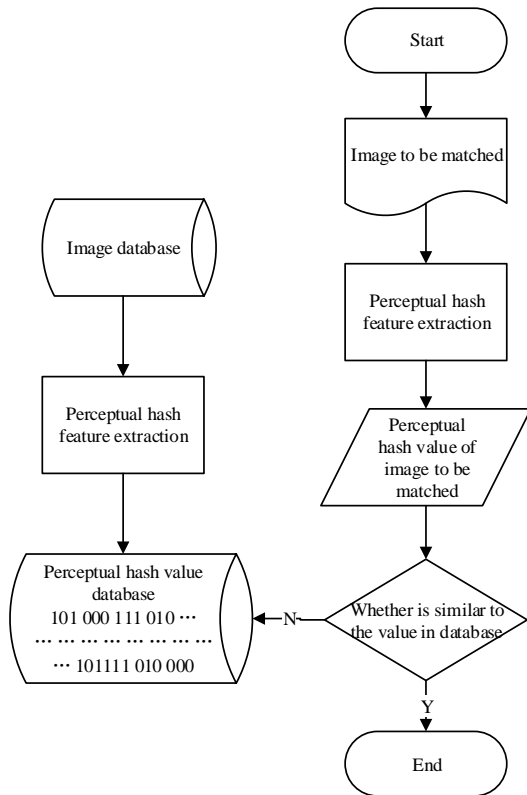 Start
Image to be matched
Image database
Perceptual hash
feature extraction
Perceptual hash
feature extraction
Perceptual
hash value of
image to be
matched
Perceptual hash value
database
101 000 111 010 ···
··· ··· ··· ··· ··· ··· ··· ···
··· 101111 010 000
N
Whether is similar to
the value in database
Y
End